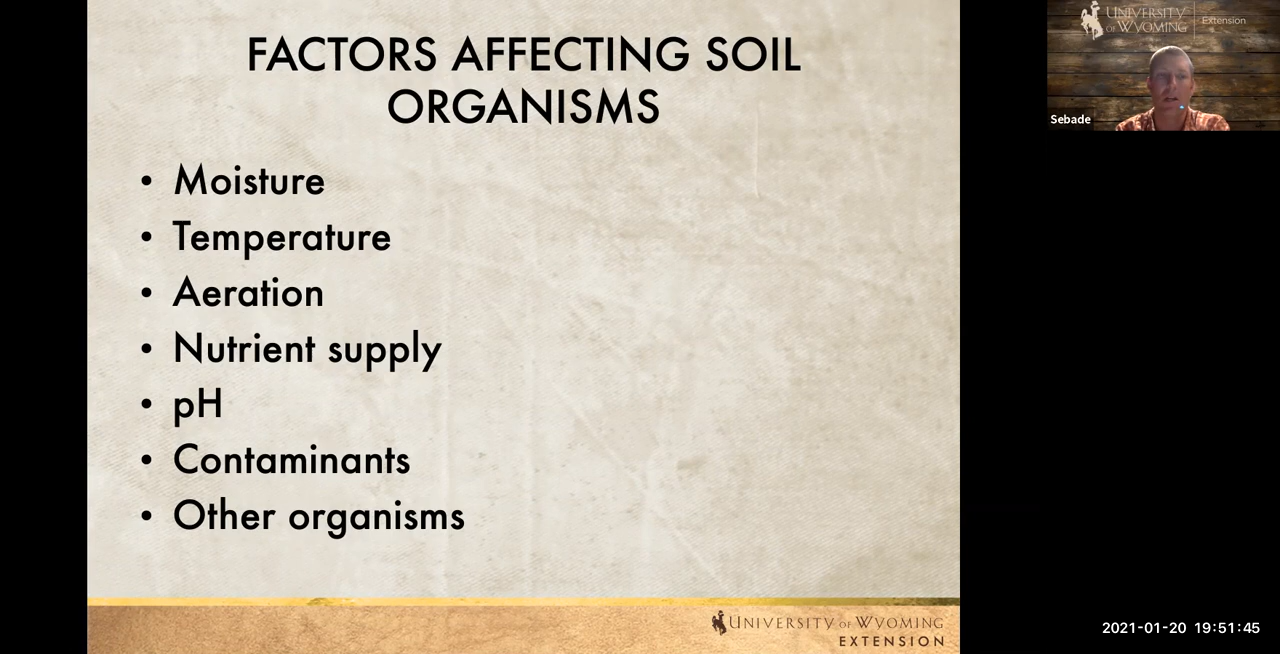 FACTORS AFFECTING SOIL
ORGANISMS
• Moisture
• Temperature
• Aeration
• Nutrient supply
• pH
• Contaminants
• Other organisms
UNIVERSITY OF WYOMING
EXTENSION
UNIVERSITY
OF WYOMING
Extension
Sebade
2021-01-20 19:51:45